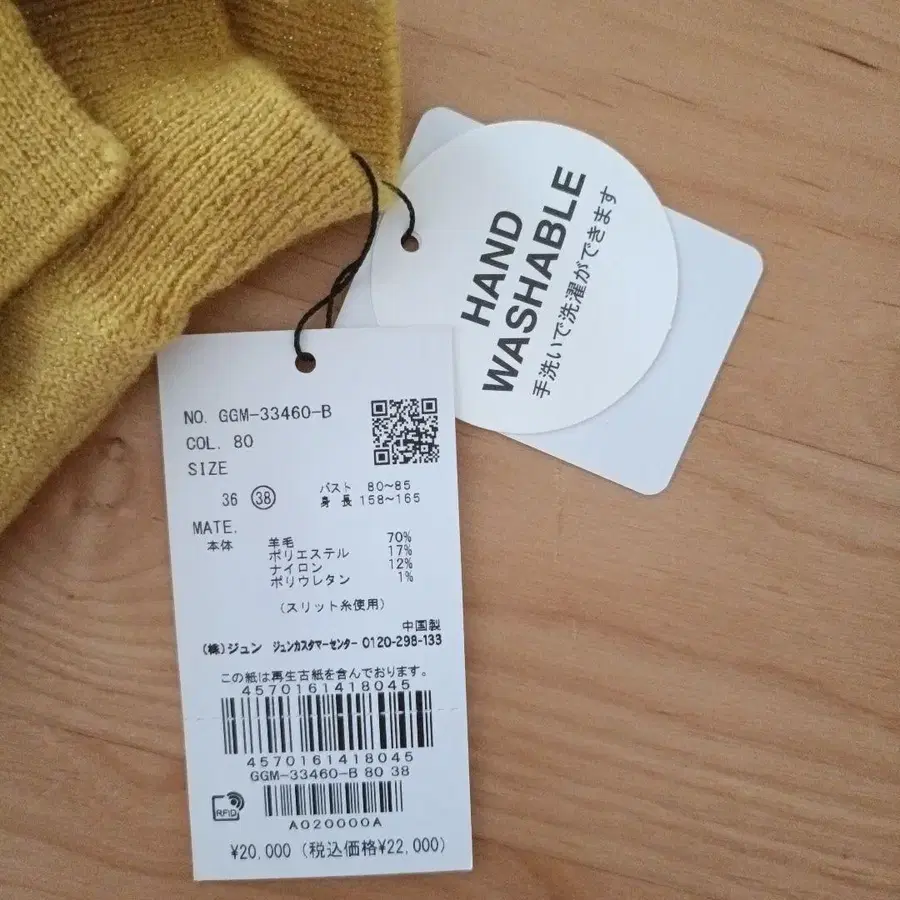 HAND
WASHABLE
手洗いで洗濯ができます
NO. GGM-33460-B
COL. 80
SIZE
36 38 バスト 80~85
身長 158~165
MATE.
本体 羊毛 70%
ポリエステル 17%
ナイロン 12%
ポリウレタン 1%
(スリット糸使用)
中国製
(株)ジュン ジュンカスタマーセンター 0120-298-133
この紙は再生古紙を含んでおります。
4570161418045
4570161418045
GGM-33460-B 80 38
RFID
A020000A
¥20,000 (税込価格¥22,000)